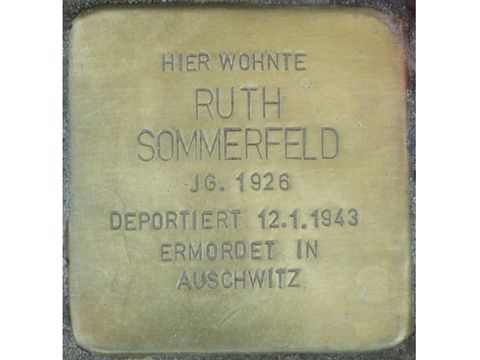 HIER WOHNTE
RUTH
SOMMERFELD
JG. 1926
DEPORTIERT 12.1.1943
ERMORDET IN
AUSCHWITZ